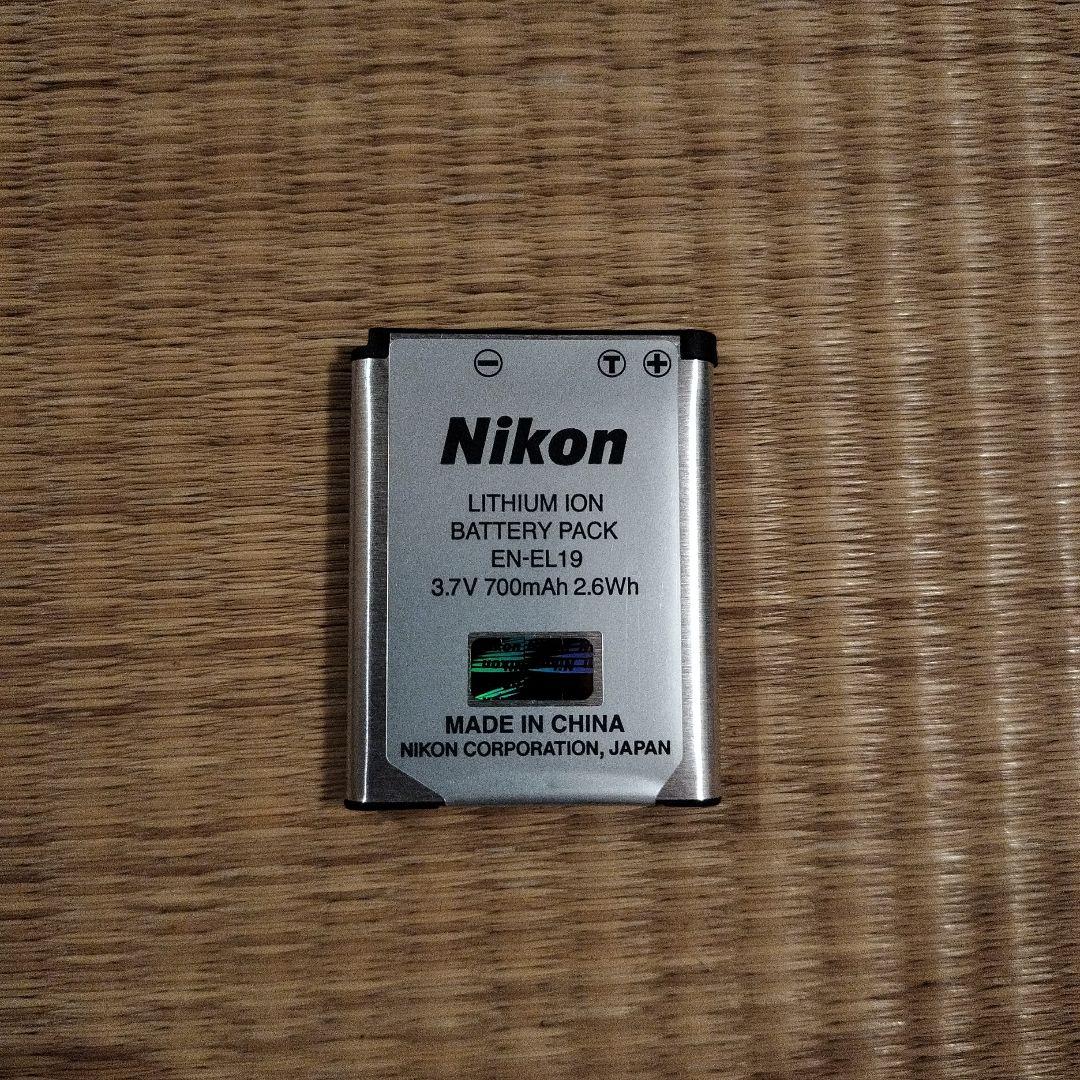 ⊖ Ⓣ ⊕
Nikon
LITHIUM ION
BATTERY PACK
EN-EL19
3.7V 700mAh 2.6Wh
MADE IN CHINA
NIKON CORPORATION, JAPAN